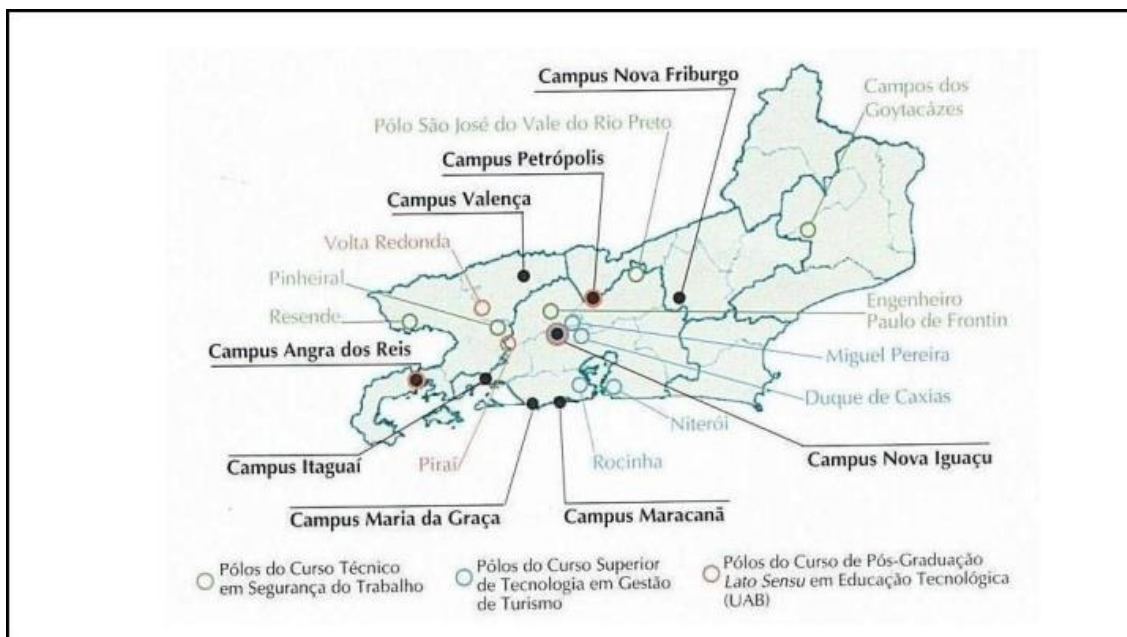 Campus Nova Friburgo
Campos dos
Goytacázes
Pólo São José do Vale do Rio Preto
Campus Petrópolis
Campus Valença
Volta Redonda
Pinheiral
Resende
Engenheiro
Paulo de Frontin
Miguel Pereira
Campus Angra dos Reis
Duque de Caxias
Niterói
Campus Itaguaí
Piraí
Rocinha
Campus Nova Iguaçu
Campus Maria da Graça
Campus Maracanã
Pólos do Curso Técnico
em Segurança do Trabalho
Pólos do Curso Superior
de Tecnologia em Gestão
de Turismo
Pólos do Curso de Pós-Graduação
Lato Sensu em Educação Tecnológica
(UAB)